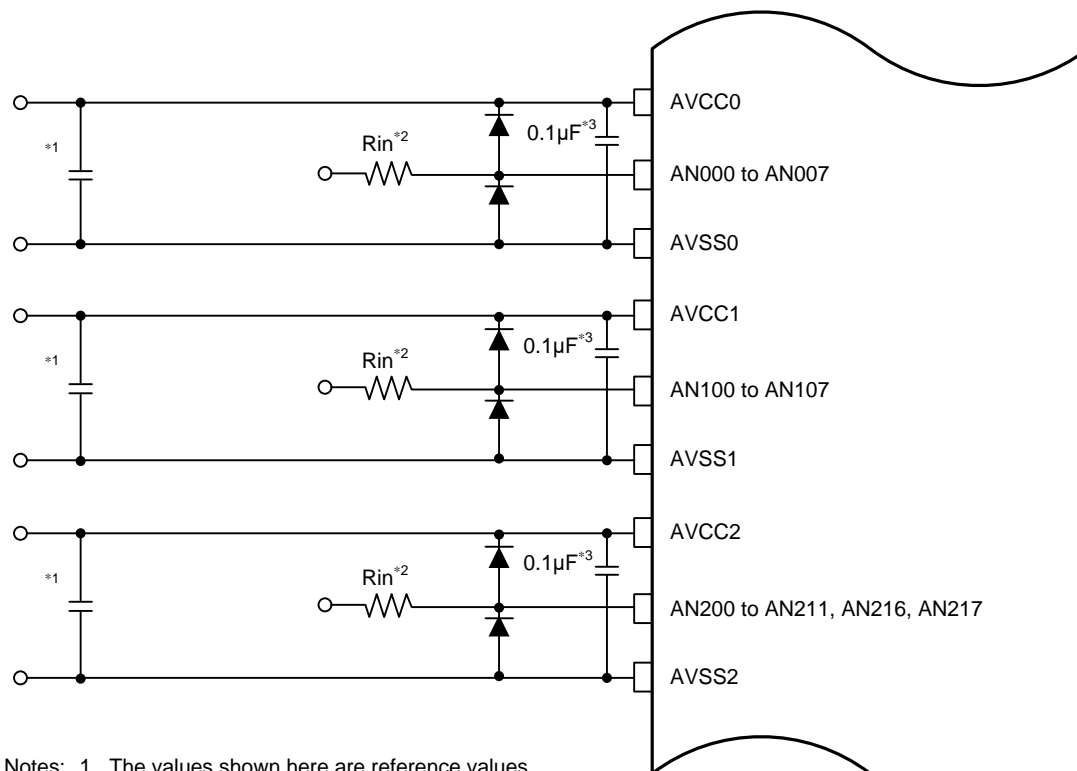 AVCC0
0.1µF*3
*1
Rin*2
AN000 to AN007
AVSS0
AVCC1
0.1µF*3
*1
Rin*2
AN100 to AN107
AVSS1
AVCC2
0.1µF*3
*1
Rin*2
AN200 to AN211, AN216, AN217
AVSS2
Notes: 1. The values shown here are reference values.